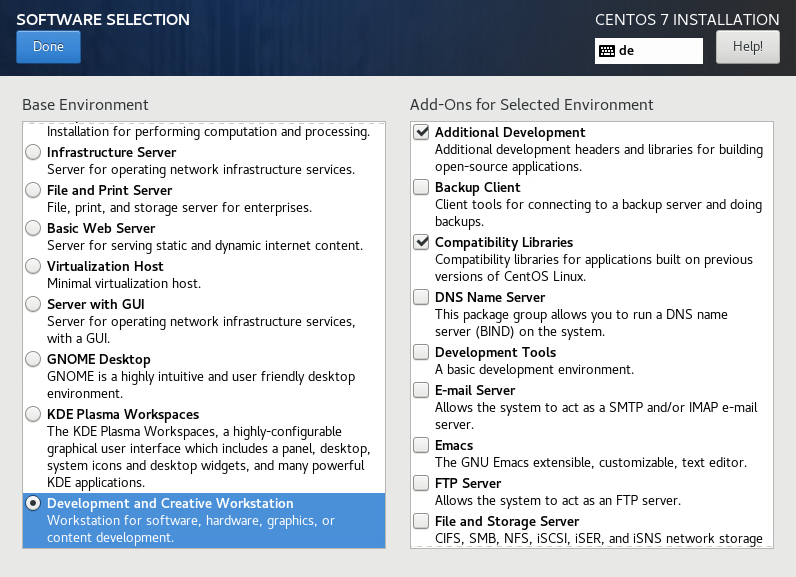 SOFTWARE SELECTION
CENTOS 7 INSTALLATION
Done
de
Help!
Base Environment
Installation for performing computation and processing.
Infrastructure Server
Server for operating network infrastructure services.
File and Print Server
File, print, and storage server for enterprises.
Basic Web Server
Server for serving static and dynamic internet content.
Virtualization Host
Minimal virtualization host.
Server with GUI
Server for operating network infrastructure services,
with a GUI.
GNOME Desktop
GNOME is a highly intuitive and user friendly desktop
environment.
KDE Plasma Workspaces
The KDE Plasma Workspaces, a highly-configurable
graphical user interface which includes a panel, desktop,
system icons and desktop widgets, and many powerful
KDE applications.
Development and Creative Workstation
Workstation for software, hardware, graphics, or
content development.
Add-Ons for Selected Environment
Additional Development
Additional development headers and libraries for building
open-source applications.
Backup Client
Client tools for connecting to a backup server and doing
backups.
Compatibility Libraries
Compatibility libraries for applications built on previous
versions of CentOS Linux.
DNS Name Server
This package group allows you to run a DNS name
server (BIND) on the system.
Development Tools
A basic development environment.
E-mail Server
Allows the system to act as a SMTP and/or IMAP e-mail
server.
Emacs
The GNU Emacs extensible, customizable, text editor.
FTP Server
Allows the system to act as an FTP server.
File and Storage Server
CIFS, SMB, NFS, iSCSI, iSER, and iSNS network storage